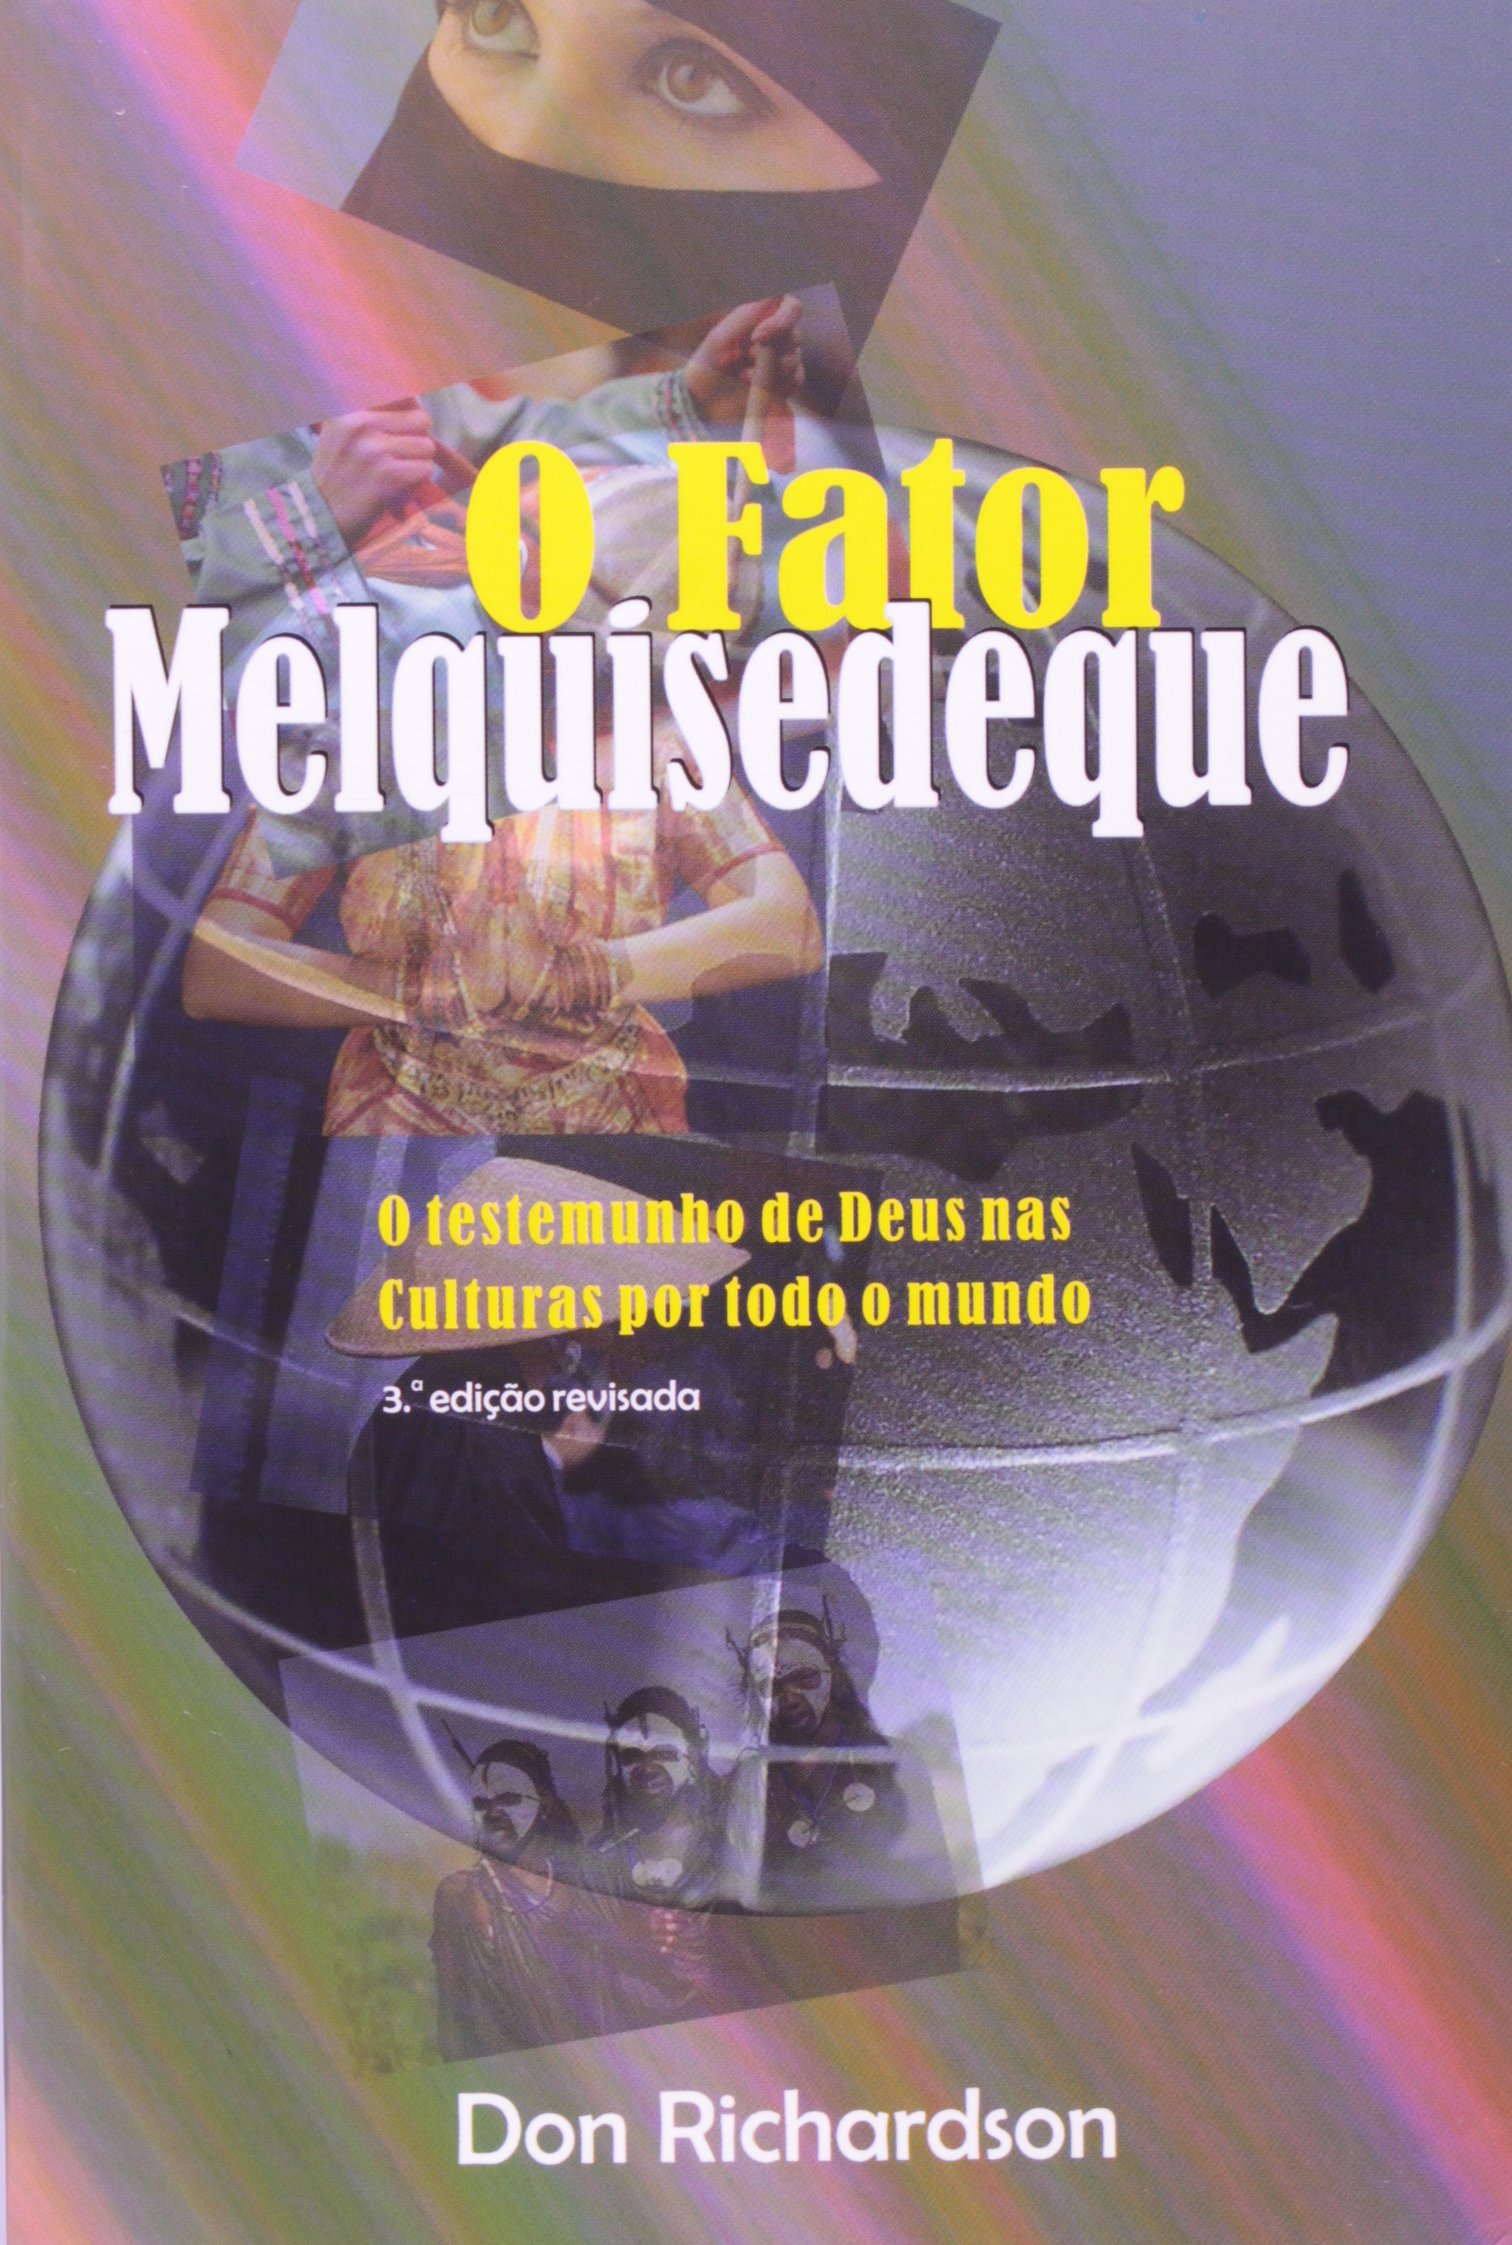 O Fator
Melquisedeque
O testemunho de Deus nas
Culturas por todo o mundo
3.ª edição revisada
Don Richardson